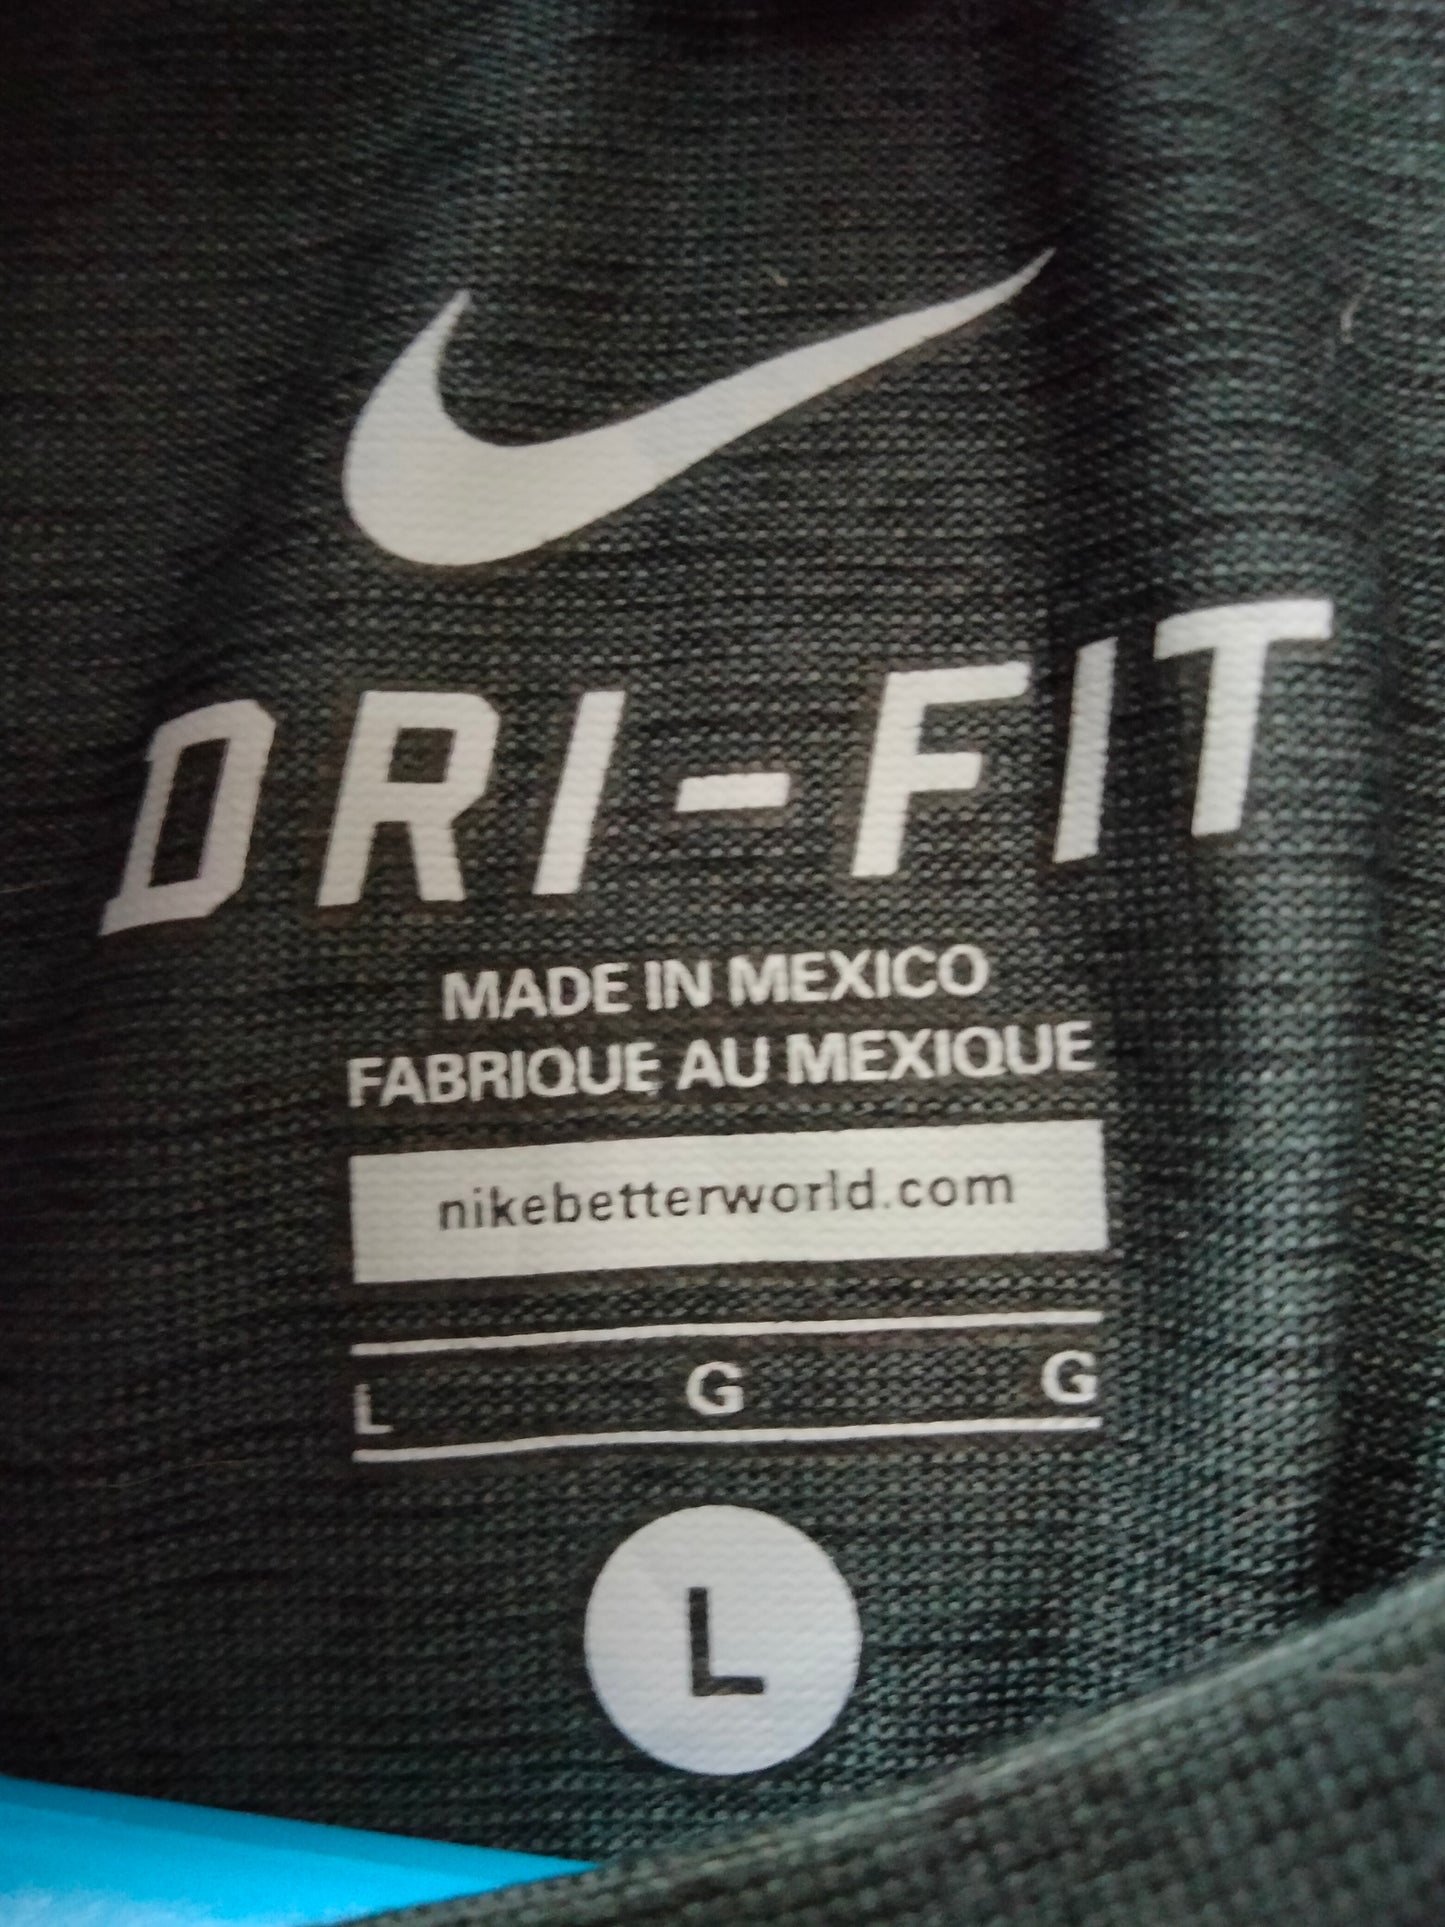 DRI-FIT
MADE IN MEXICO
FABRIQUE AU MEXIQUE
nikebetterworld.com
L G G
L